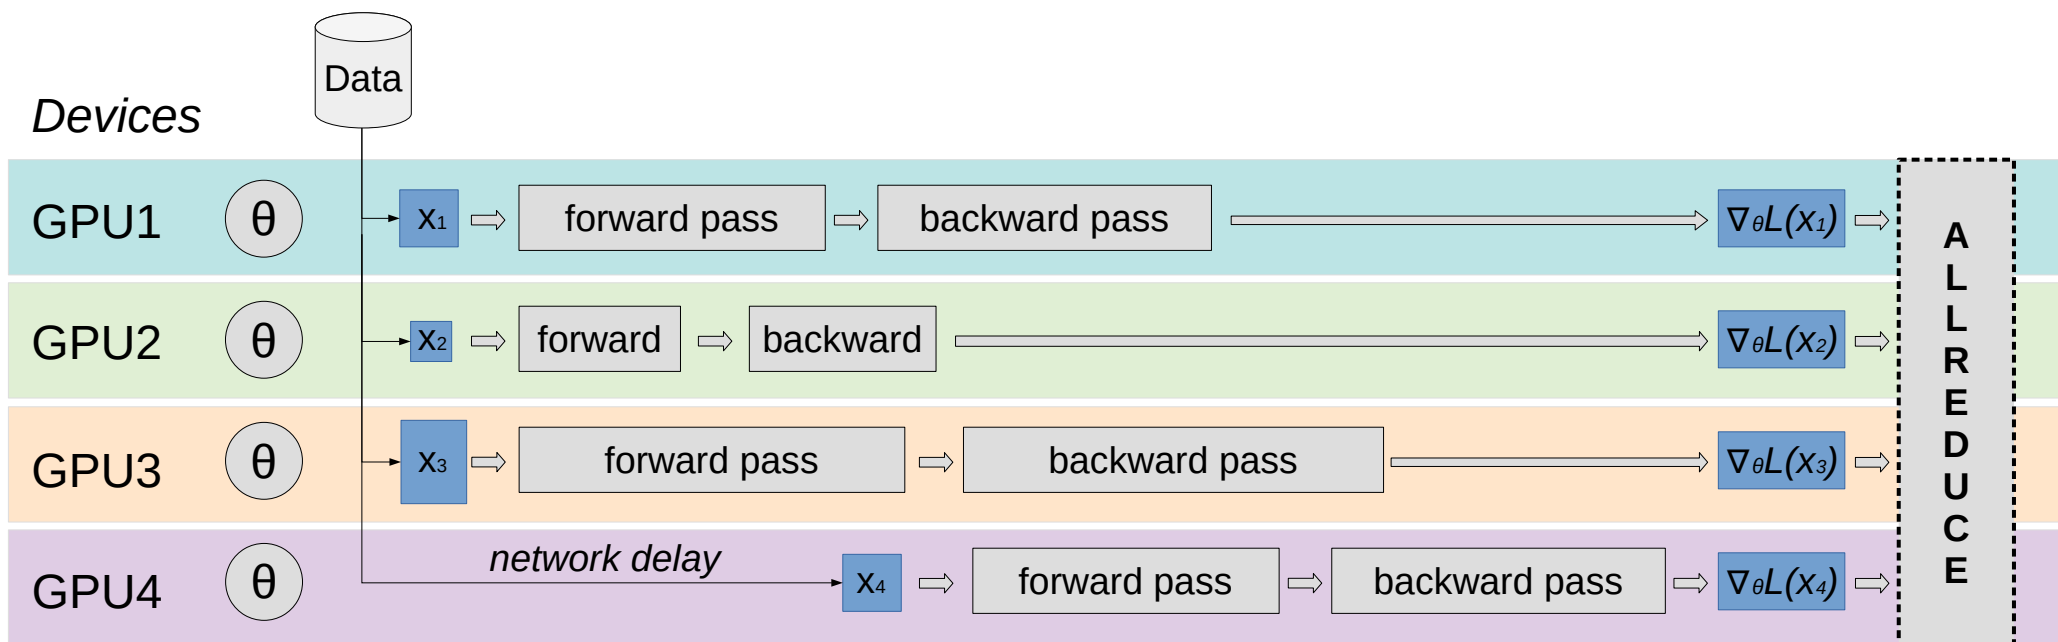 Data
Devices
GPU1 θ x₁ forward pass backward pass ∇θL(x₁)
GPU2 θ x₂ forward backward ∇θL(x₂)
GPU3 θ x₃ forward pass backward pass ∇θL(x₃)
network delay
GPU4 θ x₄ forward pass backward pass ∇θL(x₄)
ALLREDUCE